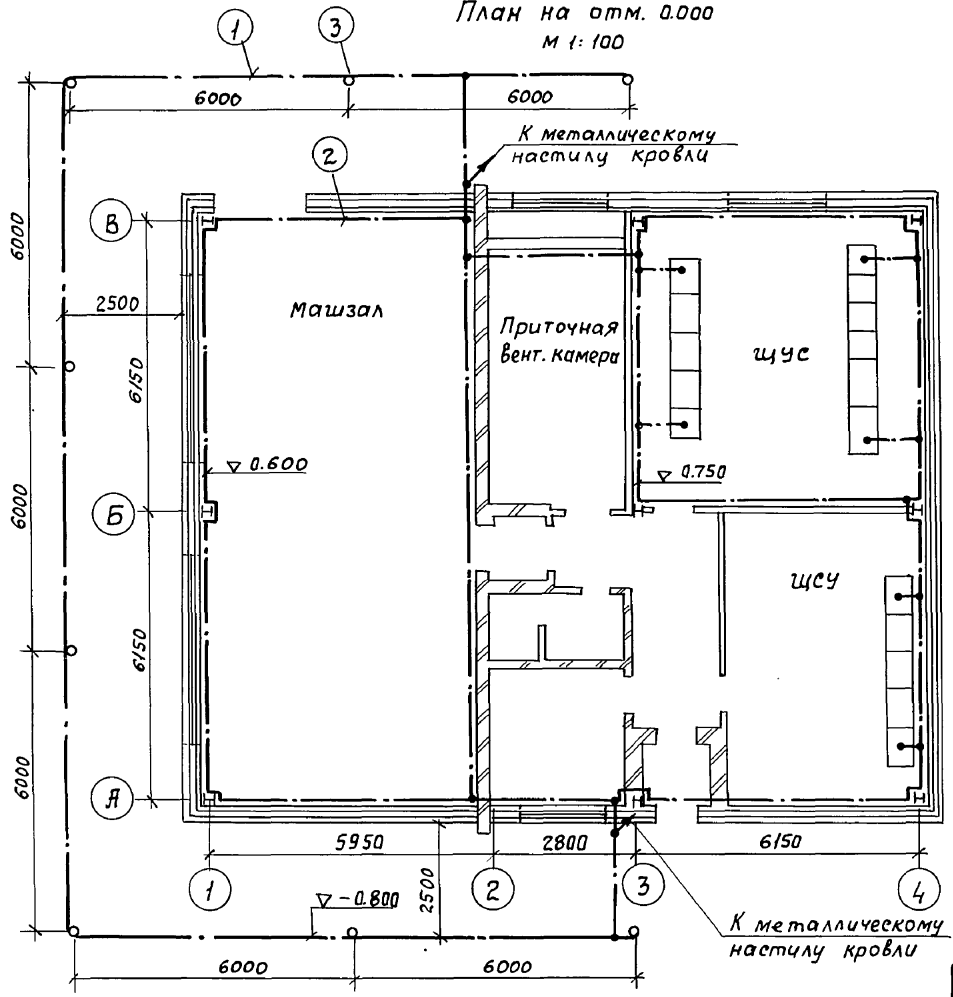 План на отм. 0.000
М 1:100
1
3
6000
6000
К металлическому
настилу кровли
2
В
6000
2500
машзал
Приточная
вент. камера
щус
6150
0.600
0.750
6000
Б
щсу
6150
6000
А
5950
2800
6150
1
2
3
4
-0.800
2500
К металлическому
настилу кровли
6000
6000